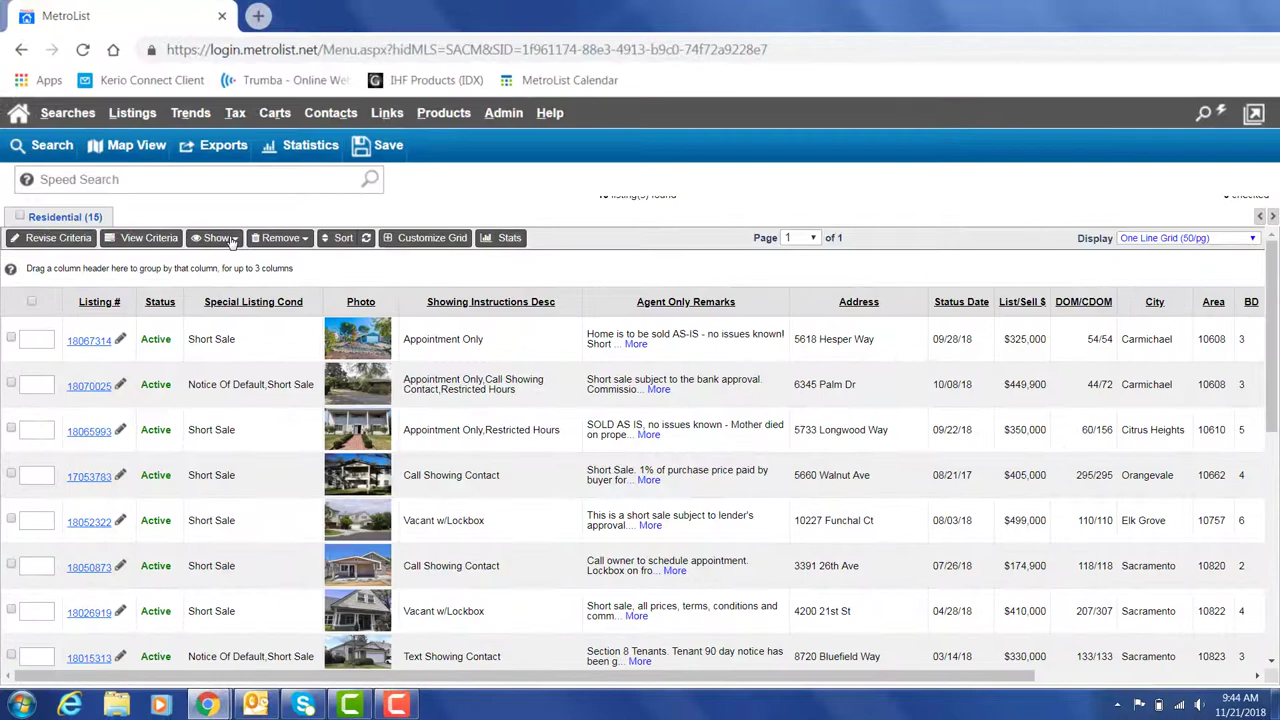 MetroList
https://login.metrolist.net/Menu.aspx?hidMLS=SACM&SID=1f961174-88e3-4913-b9c0-74f72a9228e7
Apps Kerio Connect Client Trumba - Online We IHF Products (IDX) MetroList Calendar
Searches Listings Trends Tax Carts Contacts Links Products Admin Help
Search Map View Exports Statistics Save
Speed Search
listing(s) found checked
Residential (15)
Revise Criteria View Criteria Show Remove Sort Customize Grid Stats Page 1 of 1 Display One Line Grid (50/pg)
Drag a column header here to group by that column, for up to 3 columns
Listing # Status Special Listing Cond Photo Showing Instructions Desc Agent Only Remarks Address Status Date List/Sell $ DOM/CDOM City Area BD
18067314 Active Short Sale Appointment Only Home is to be sold AS-IS - no issues known! Short ... More 5618 Hesper Way 09/28/18 $325,000 54/54 Carmichael 10608 3
18070025 Active Notice Of Default,Short Sale Appointment Only,Call Showing Contact,Restricted Hours Short sale subject to the bank approval. Commissio... More 6345 Palm Dr 10/08/18 $449,900 44/72 Carmichael 10608 3
18065993 Active Short Sale Appointment Only,Restricted Hours SOLD AS IS, no issues known - Mother died on prope... More 5733 Longwood Way 09/22/18 $350,000 60/156 Citrus Heights 10610 5
17053783 Active Short Sale Call Showing Contact Short Sale. 1% of purchase price paid by buyer for... More Walnut Ave 08/21/17 $405,000 Orangevale 10662 4
18052322 Active Short Sale Vacant w/Lockbox This is a short sale subject to lender's approval.... More 10227 Funchal Ct 08/03/18 $499,000 110/110 Elk Grove 10757 6
18050873 Active Short Sale Call Showing Contact Call owner to schedule appointment. Lockbox on fro... More 3391 26th Ave 07/26/18 $174,900 118/118 Sacramento 10820 2
18026919 Active Short Sale Vacant w/Lockbox Short sale, all prices, terms, conditions and comm... More 4200 21st St 04/28/18 $410,000 207/307 Sacramento 10822 4
18015313 Active Notice Of Default,Short Sale Text Showing Contact Section 8 Tenants. Tenant 90 day notice has been g... More 8720 Bluefield Way 03/14/18 $330,000 133/133 Sacramento 10823 3
9:44 AM
11/21/2018